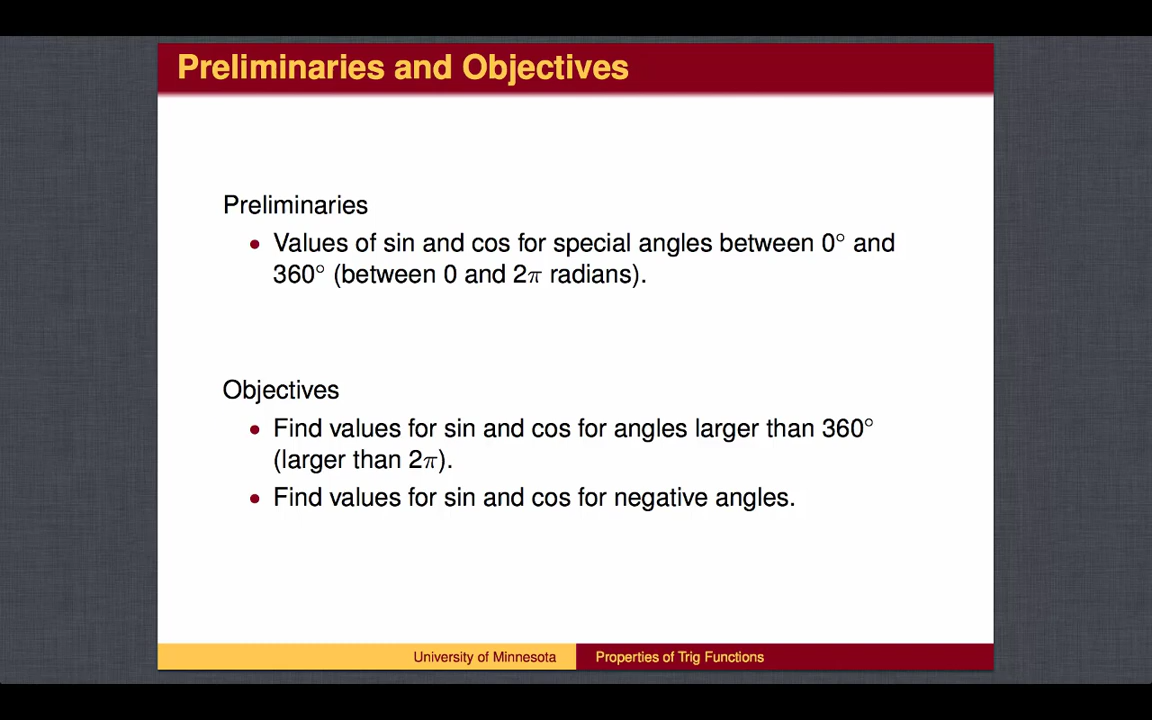 Preliminaries and Objectives
Preliminaries
• Values of sin and cos for special angles between 0° and
360° (between 0 and 2π radians).
Objectives
• Find values for sin and cos for angles larger than 360°
(larger than 2π).
• Find values for sin and cos for negative angles.
University of Minnesota
Properties of Trig Functions